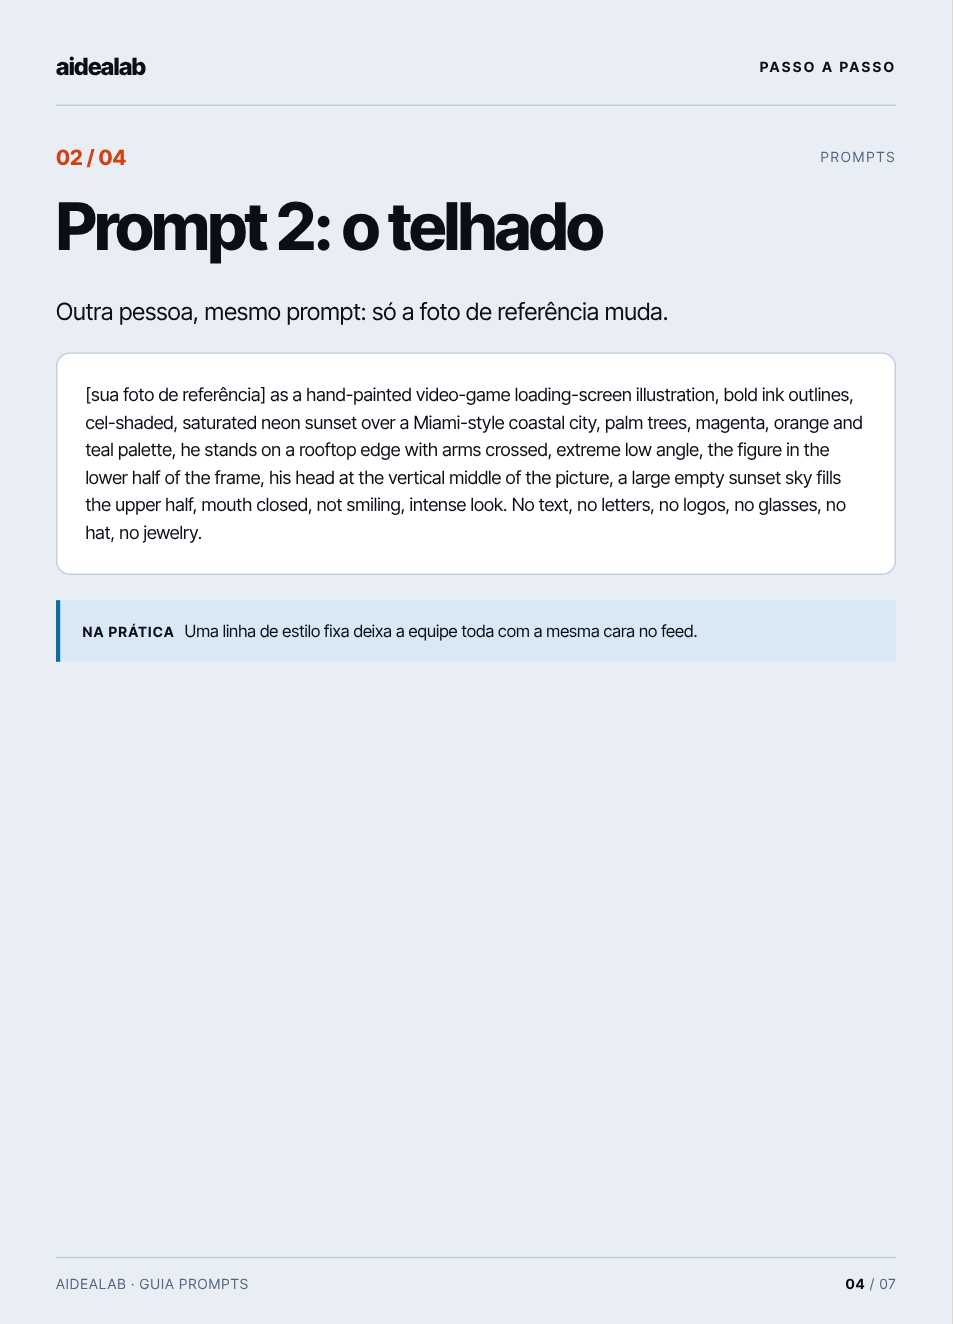 aidealab
PASSO A PASSO
02 / 04
PROMPTS
Prompt 2: o telhado
Outra pessoa, mesmo prompt: só a foto de referência muda.
[sua foto de referência] as a hand-painted video-game loading-screen illustration, bold ink outlines,
cel-shaded, saturated neon sunset over a Miami-style coastal city, palm trees, magenta, orange and
teal palette, he stands on a rooftop edge with arms crossed, extreme low angle, the figure in the
lower half of the frame, his head at the vertical middle of the picture, a large empty sunset sky fills
the upper half, mouth closed, not smiling, intense look. No text, no letters, no logos, no glasses, no
hat, no jewelry.
NA PRÁTICA Uma linha de estilo fixa deixa a equipe toda com a mesma cara no feed.
AIDEALAB · GUIA PROMPTS
04 / 07